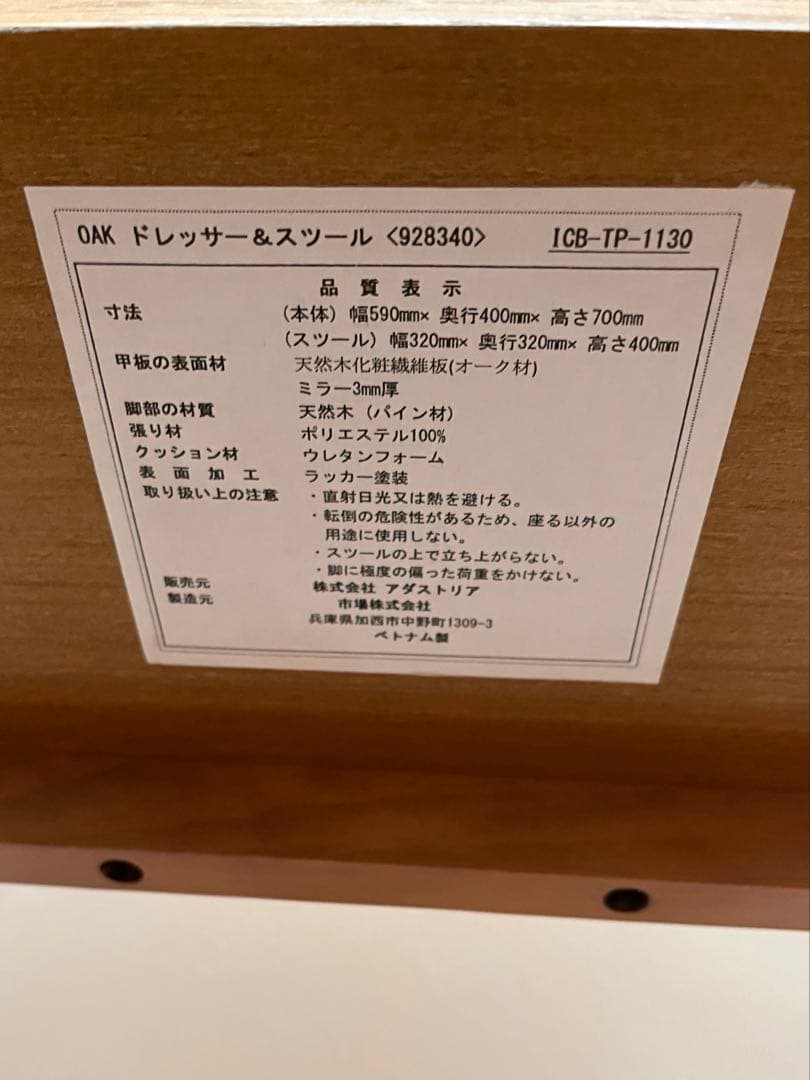 OAK ドレッサー＆スツール <928340> ICB-TP-1130
品 質 表 示
寸法 (本体) 幅590mm× 奥行400mm× 高さ700mm
(スツール) 幅320mm× 奥行320mm× 高さ400mm
甲板の表面材 天然木化粧繊維板(オーク材)
ミラー3mm厚
脚部の材質 天然木（パイン材）
張り材 ポリエステル100%
クッション材 ウレタンフォーム
表 面 加 工 ラッカー塗装
取り扱い上の注意 ・直射日光又は熱を避ける。
・転倒の危険性があるため、座る以外の
用途に使用しない。
・スツールの上で立ち上がらない。
・脚に極度の偏った荷重をかけない。
販売元 株式会社 アダストリア
製造元 市場株式会社
兵庫県加西市中野町1309-3
ベトナム製